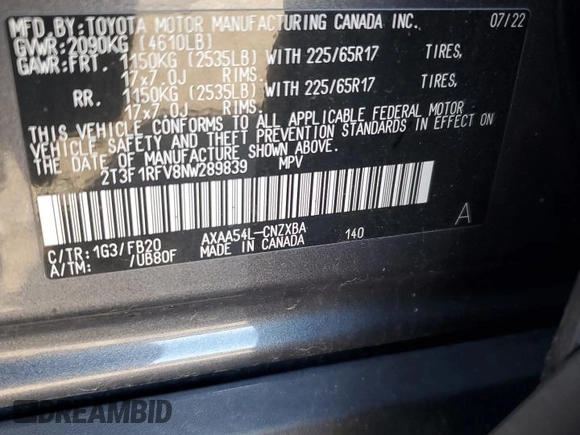 MFD. BY: TOYOTA MOTOR MANUFACTURING CANADA INC. 07/22
GVWR: 2090KG (4610LB)
GAWR: FRT. 1150KG (2535LB) WITH 225/65R17 TIRES,
17x7.0J RIMS.
RR. 1150KG (2535LB) WITH 225/65R17 TIRES,
17x7.0J RIMS.
THIS VEHICLE CONFORMS TO ALL APPLICABLE FEDERAL MOTOR
VEHICLE SAFETY AND THEFT PREVENTION STANDARDS IN EFFECT ON
THE DATE OF MANUFACTURE SHOWN ABOVE.
2T3F1RFV8NW289839 MPV
C/TR: 1G3/FB20 AXAA54L-CNZXBA 140 A
A/TM: /UB80F MADE IN CANADA
DREAMBID